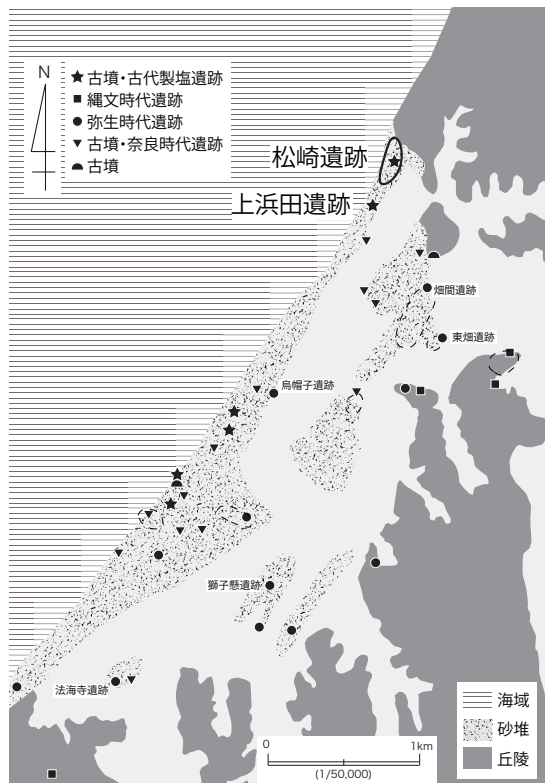 N
古墳・古代製塩遺跡
縄文時代遺跡
弥生時代遺跡
古墳・奈良時代遺跡
古墳
松崎遺跡
上浜田遺跡
畑間遺跡
東畑遺跡
烏帽子遺跡
獅子懸遺跡
法海寺遺跡
海域
砂堆
丘陵
0 1km
(1/50,000)